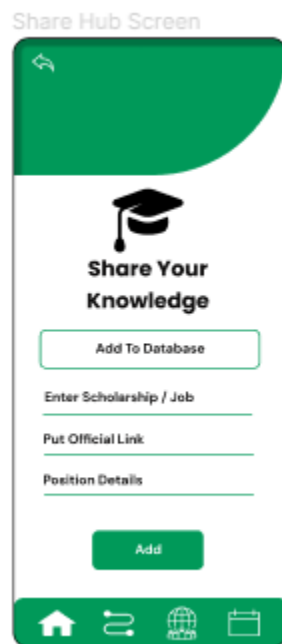 Share Hub Screen
Share Your
Knowledge
Add To Database
Enter Scholarship / Job
Put Official Link
Position Details
Add